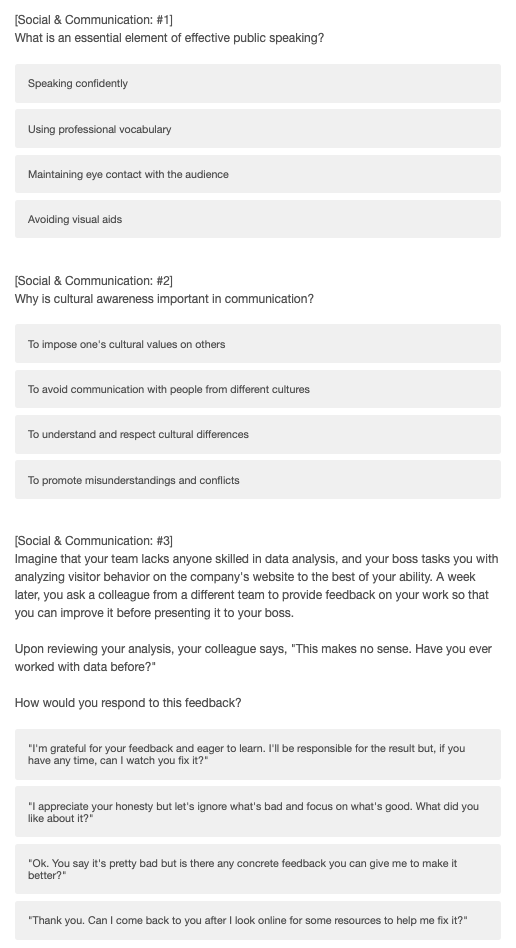 [Social & Communication: #1]
What is an essential element of effective public speaking?
Speaking confidently
Using professional vocabulary
Maintaining eye contact with the audience
Avoiding visual aids
[Social & Communication: #2]
Why is cultural awareness important in communication?
To impose one's cultural values on others
To avoid communication with people from different cultures
To understand and respect cultural differences
To promote misunderstandings and conflicts
[Social & Communication: #3]
Imagine that your team lacks anyone skilled in data analysis, and your boss tasks you with
analyzing visitor behavior on the company's website to the best of your ability. A week
later, you ask a colleague from a different team to provide feedback on your work so that
you can improve it before presenting it to your boss.
Upon reviewing your analysis, your colleague says, "This makes no sense. Have you ever
worked with data before?"
How would you respond to this feedback?
"I'm grateful for your feedback and eager to learn. I'll be responsible for the result but, if you
have any time, can I watch you fix it?"
"I appreciate your honesty but let's ignore what's bad and focus on what's good. What did you
like about it?"
"Ok. You say it's pretty bad but is there any concrete feedback you can give me to make it
better?"
"Thank you. Can I come back to you after I look online for some resources to help me fix it?"